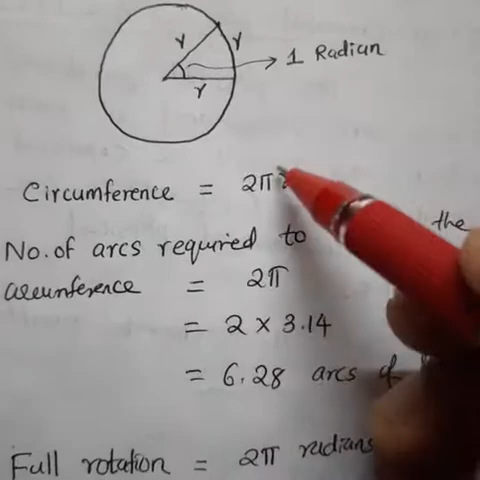 r
r
r
1 Radian
Circumference = 2π
No. of arcs required to the
= 2π
= 2 × 3.14
= 6.28 arcs of
Full rotation = 2π radians